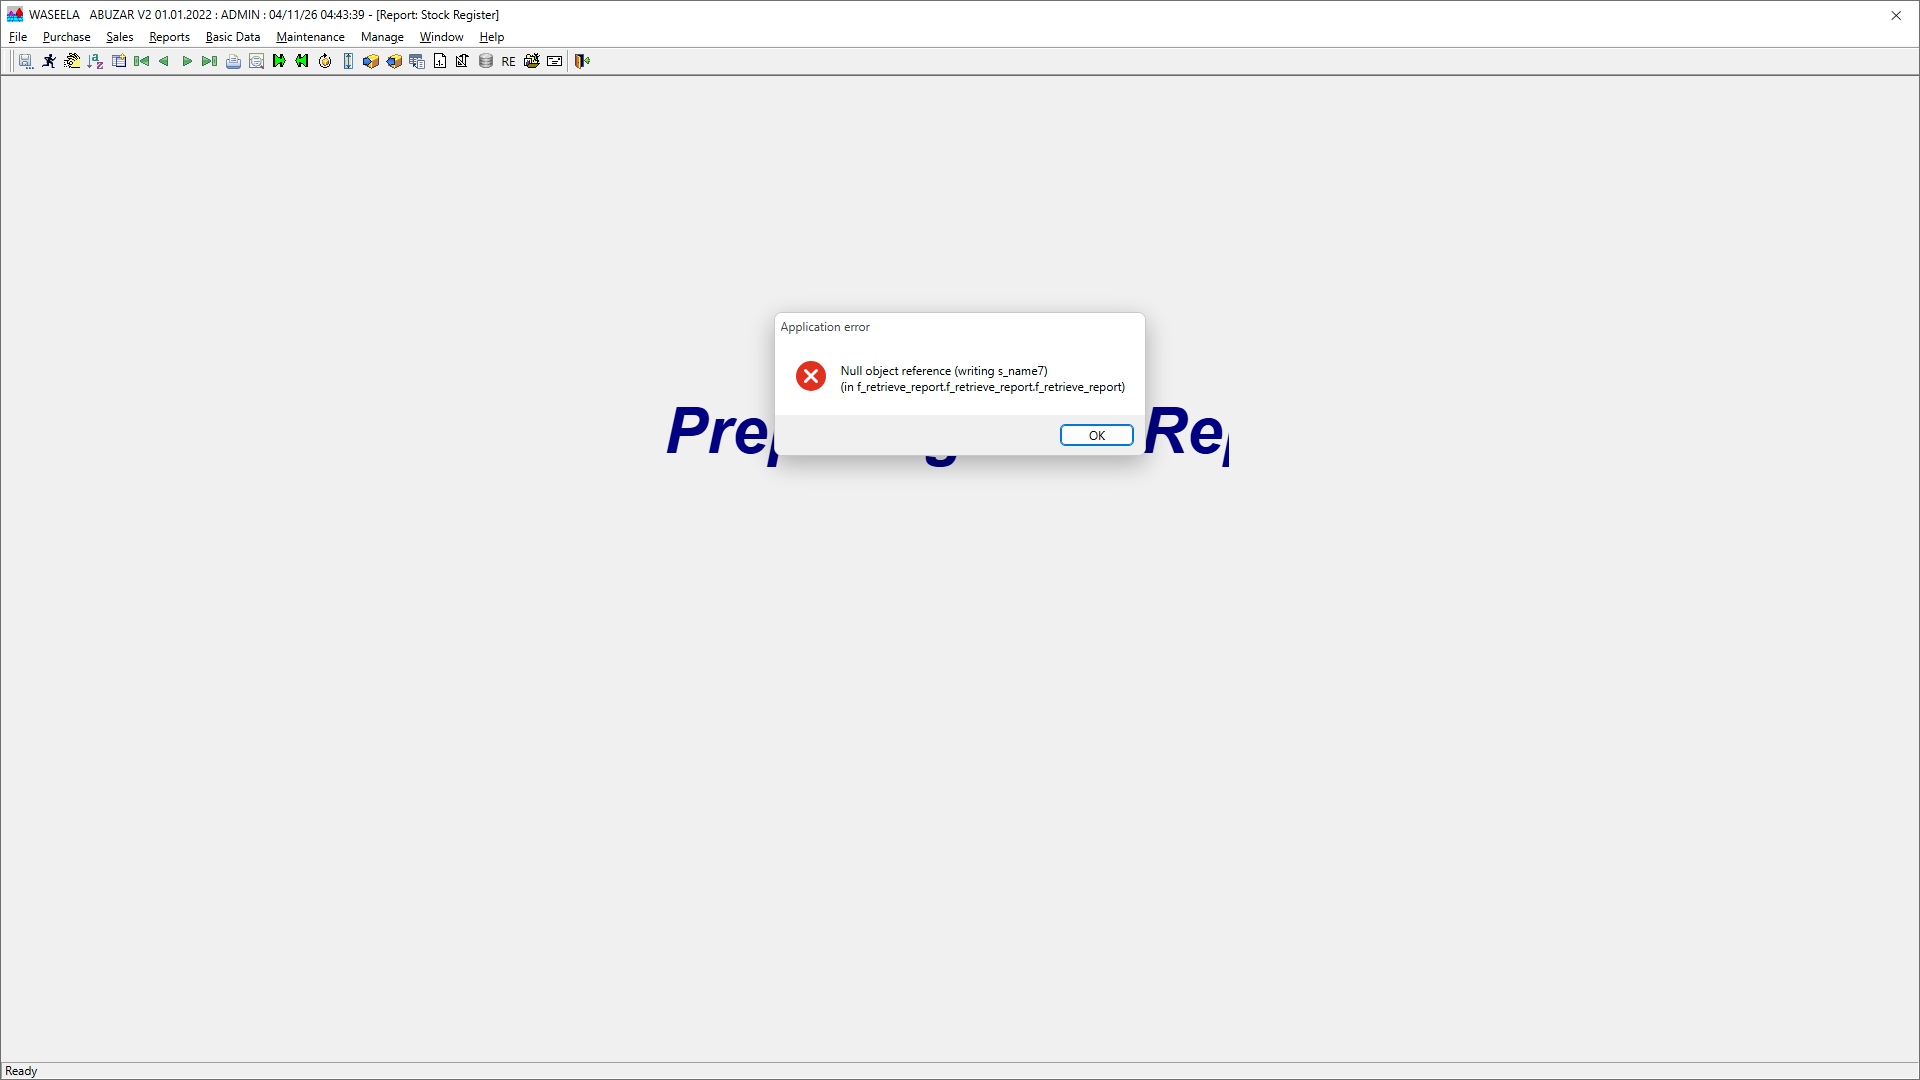 WASEELA ABUZAR V2 01.01.2022 : ADMIN : 04/11/26 04:43:39 - [Report: Stock Register]
File Purchase Sales Reports Basic Data Maintenance Manage Window Help
RE
Application error
Null object reference (writing s_name7)
(in f_retrieve_report.f_retrieve_report.f_retrieve_report)
OK
Ready